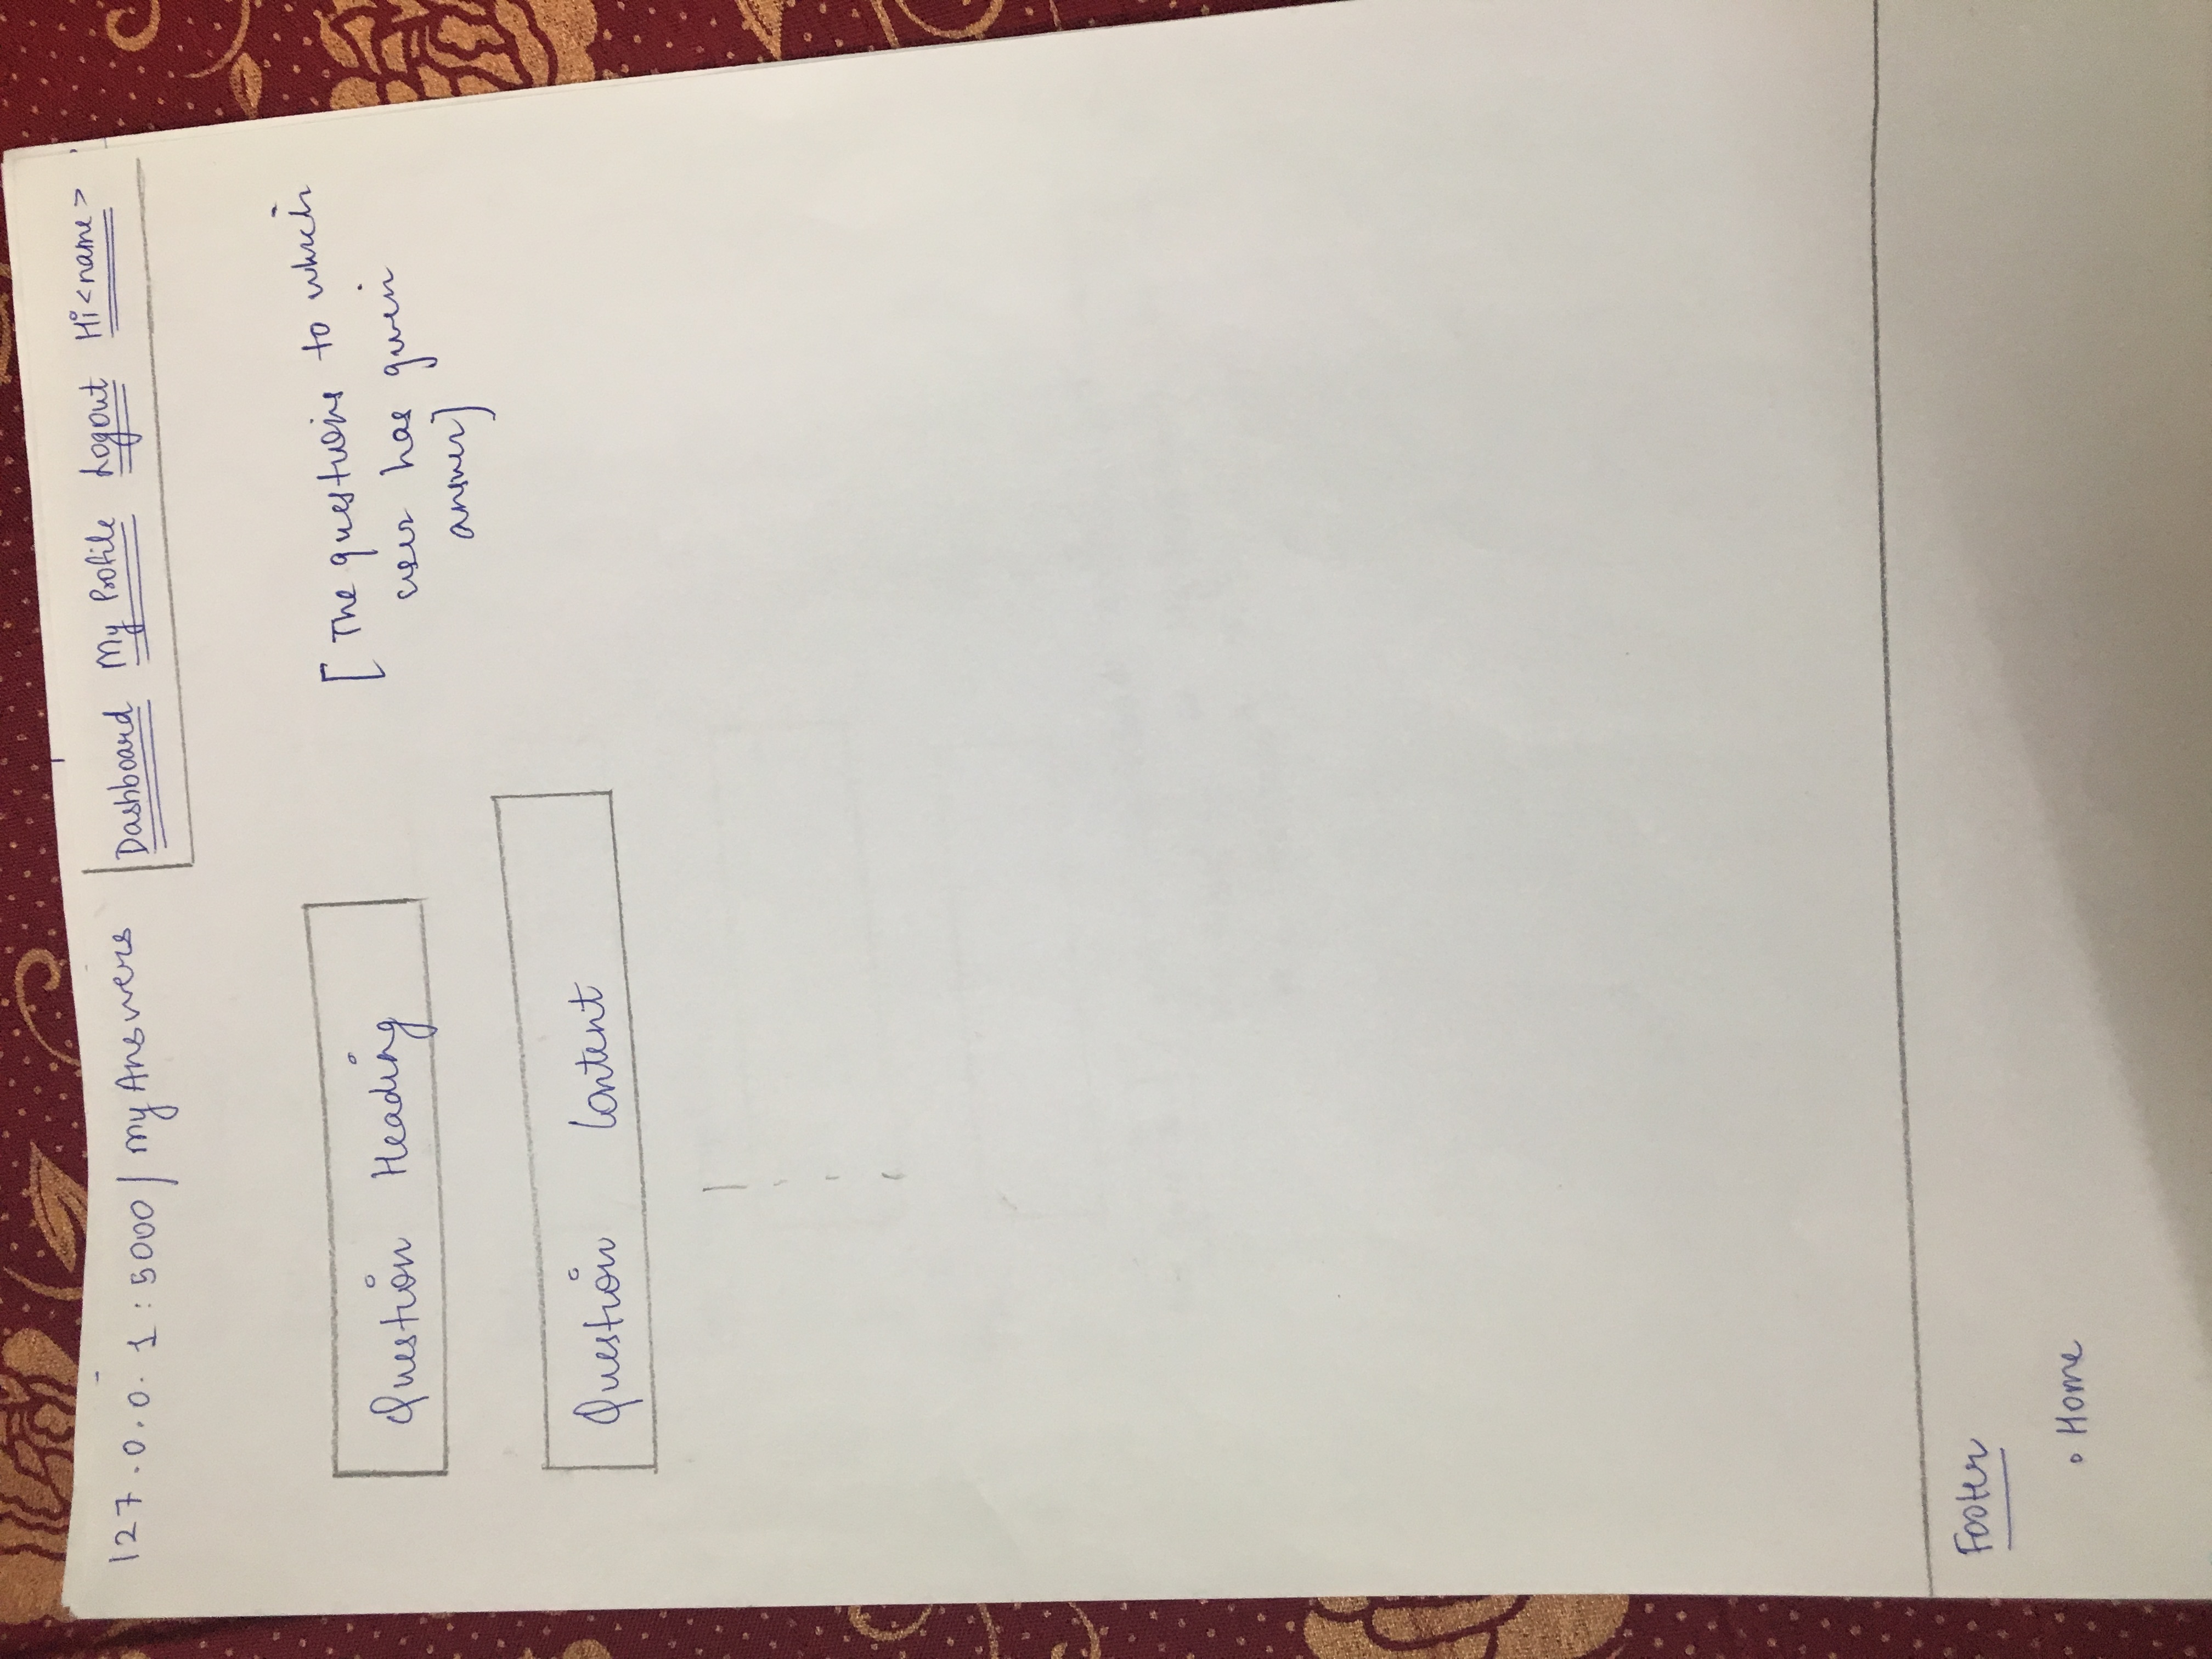 127.0.0.1:5000/myAnswers
Dashboard My Profile Logout Hi <name>
Question Heading
[The questions to which
user has given
answer]
Question Content
Footer
• Home